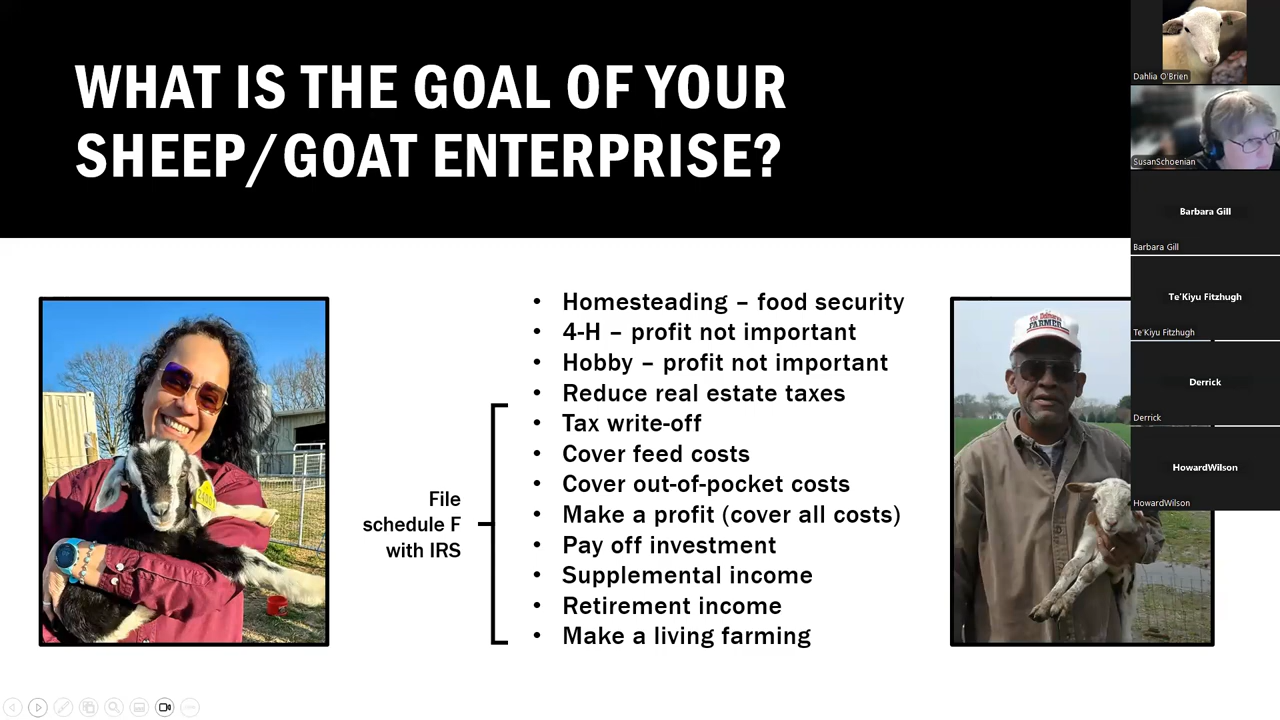 WHAT IS THE GOAL OF YOUR
SHEEP/GOAT ENTERPRISE?
• Homesteading – food security
• 4-H – profit not important
• Hobby – profit not important
• Reduce real estate taxes
• Tax write-off
• Cover feed costs
• Cover out-of-pocket costs
• Make a profit (cover all costs)
• Pay off investment
• Supplemental income
• Retirement income
• Make a living farming
File
schedule F
with IRS
FARMER
Dahlia O'Brien
SusanSchoenian
Barbara Gill
Barbara Gill
Te'Kiyu Fitzhugh
Te'Kiyu Fitzhugh
Derrick
Derrick
HowardWilson
HowardWilson